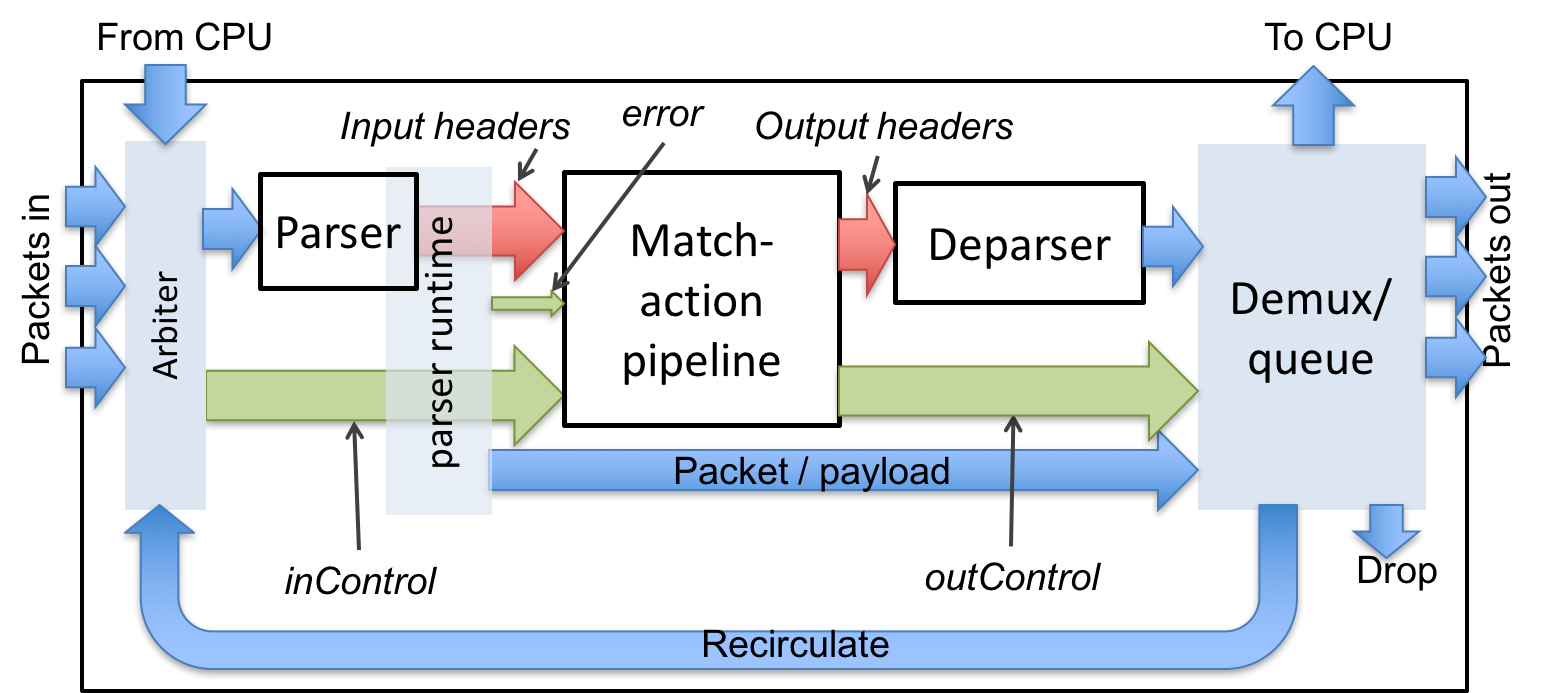 From CPU
To CPU
Input headers
error
Output headers
Packets in
Arbiter
Parser
parser runtime
Match-
action
pipeline
Deparser
Demux/
queue
Packets out
Packet / payload
inControl
outControl
Drop
Recirculate